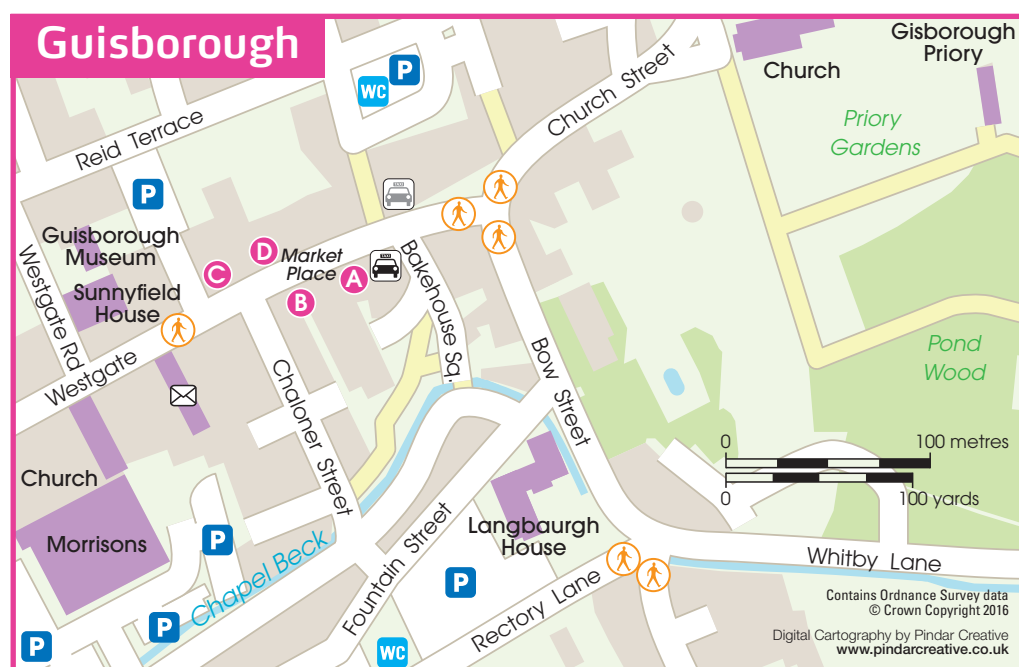 Guisborough
P
WC
Church Street
Church
Gisborough
Priory
Reid Terrace
Priory
Gardens
P
TAXI
Guisborough
Museum
Westgate Rd
Sunnyfield
House
C
D
Market
Place
A
TAXI
B
Bakehouse Sq.
Westgate
Chaloner Street
Bow Street
Pond
Wood
0
100 metres
0
100 yards
Church
Morrisons
P
Chapel Beck
Fountain Street
Langbaurgh
House
P
Rectory Lane
Whitby Lane
P
P
WC
Contains Ordnance Survey data
© Crown Copyright 2016
Digital Cartography by Pindar Creative
www.pindarcreative.co.uk